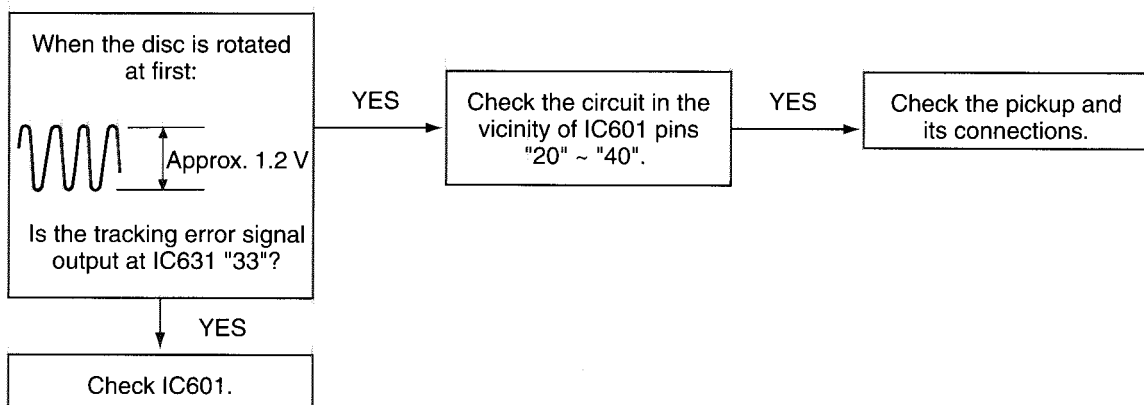 When the disc is rotated
at first:
Approx. 1.2 V
Is the tracking error signal
output at IC631 "33"?
YES
Check the circuit in the
vicinity of IC601 pins
"20" ~ "40".
YES
Check the pickup and
its connections.
YES
Check IC601.